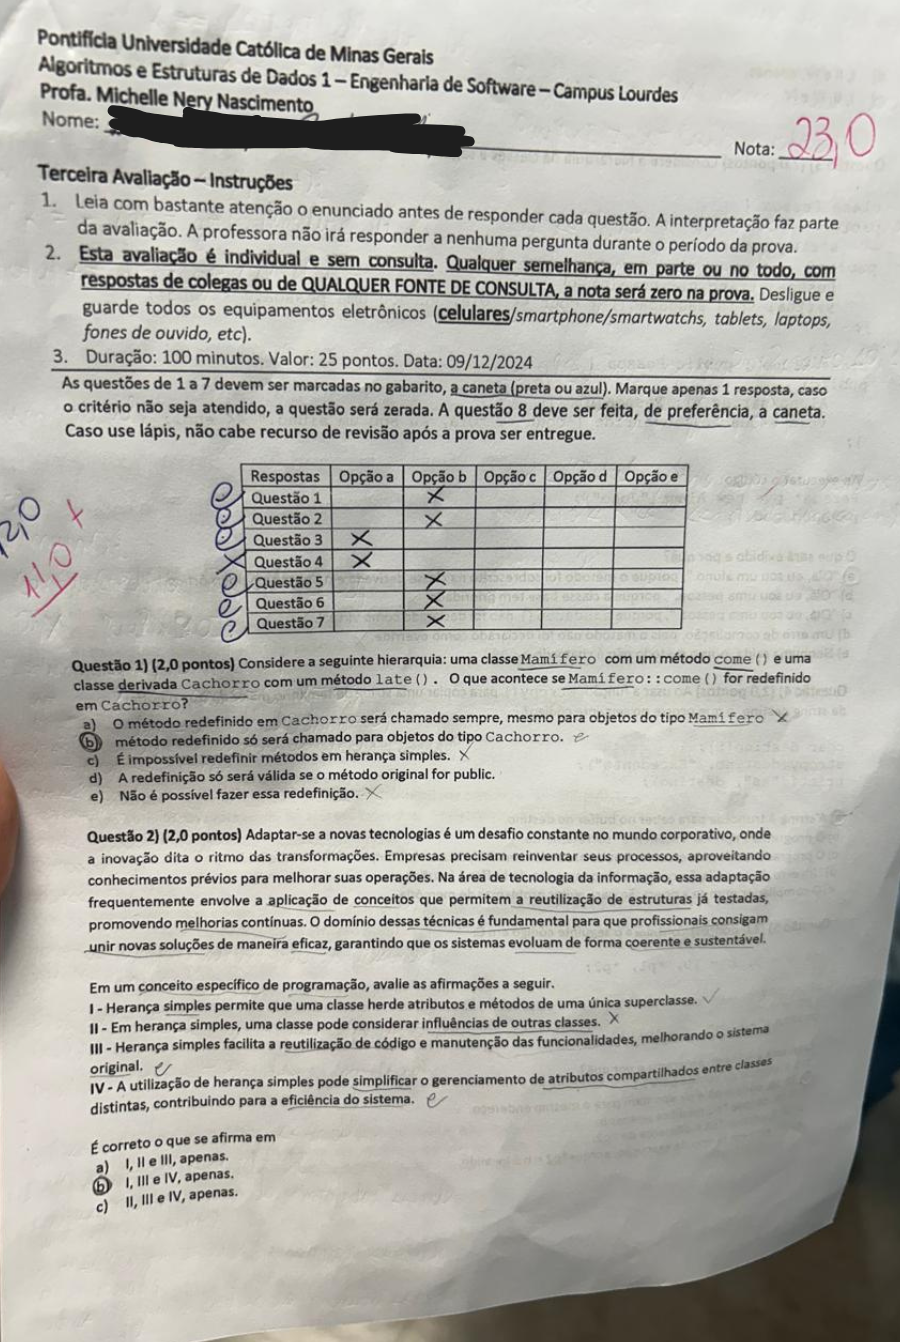 Pontifícia Universidade Católica de Minas Gerais
Algoritmos e Estruturas de Dados 1 – Engenharia de Software – Campus Lourdes
Profa. Michelle Nery Nascimento
Nome:
Nota: 23,0
Terceira Avaliação – Instruções
1. Leia com bastante atenção o enunciado antes de responder cada questão. A interpretação faz parte
da avaliação. A professora não irá responder a nenhuma pergunta durante o período da prova.
2. Esta avaliação é individual e sem consulta. Qualquer semelhança, em parte ou no todo, com
respostas de colegas ou de QUALQUER FONTE DE CONSULTA, a nota será zero na prova. Desligue e
guarde todos os equipamentos eletrônicos (celulares/smartphone/smartwatchs, tablets, laptops,
fones de ouvido, etc).
3. Duração: 100 minutos. Valor: 25 pontos. Data: 09/12/2024
As questões de 1 a 7 devem ser marcadas no gabarito, a caneta (preta ou azul). Marque apenas 1 resposta, caso
o critério não seja atendido, a questão será zerada. A questão 8 deve ser feita, de preferência, a caneta.
Caso use lápis, não cabe recurso de revisão após a prova ser entregue.
Respostas Opção a Opção b Opção c Opção d Opção e
Questão 1 X
Questão 2 X
Questão 3 X
Questão 4 X
Questão 5 X
Questão 6 X
Questão 7 X
12,0 +
11,0
Questão 1) (2,0 pontos) Considere a seguinte hierarquia: uma classe Mamífero com um método come() e uma
classe derivada Cachorro com um método late(). O que acontece se Mamífero::come() for redefinido
em Cachorro?
a) O método redefinido em Cachorro será chamado sempre, mesmo para objetos do tipo Mamífero X
b) método redefinido só será chamado para objetos do tipo Cachorro.
c) É impossível redefinir métodos em herança simples. X
d) A redefinição só será válida se o método original for public.
e) Não é possível fazer essa redefinição. X
Questão 2) (2,0 pontos) Adaptar-se a novas tecnologias é um desafio constante no mundo corporativo, onde
a inovação dita o ritmo das transformações. Empresas precisam reinventar seus processos, aproveitando
conhecimentos prévios para melhorar suas operações. Na área de tecnologia da informação, essa adaptação
frequentemente envolve a aplicação de conceitos que permitem a reutilização de estruturas já testadas,
promovendo melhorias contínuas. O domínio dessas técnicas é fundamental para que profissionais consigam
unir novas soluções de maneira eficaz, garantindo que os sistemas evoluam de forma coerente e sustentável.
Em um conceito específico de programação, avalie as afirmações a seguir.
I - Herança simples permite que uma classe herde atributos e métodos de uma única superclasse.
II - Em herança simples, uma classe pode considerar influências de outras classes. X
III - Herança simples facilita a reutilização de código e manutenção das funcionalidades, melhorando o sistema
original.
IV - A utilização de herança simples pode simplificar o gerenciamento de atributos compartilhados entre classes
distintas, contribuindo para a eficiência do sistema.
É correto o que se afirma em
a) I, II e III, apenas.
b) I, III e IV, apenas.
c) II, III e IV, apenas.